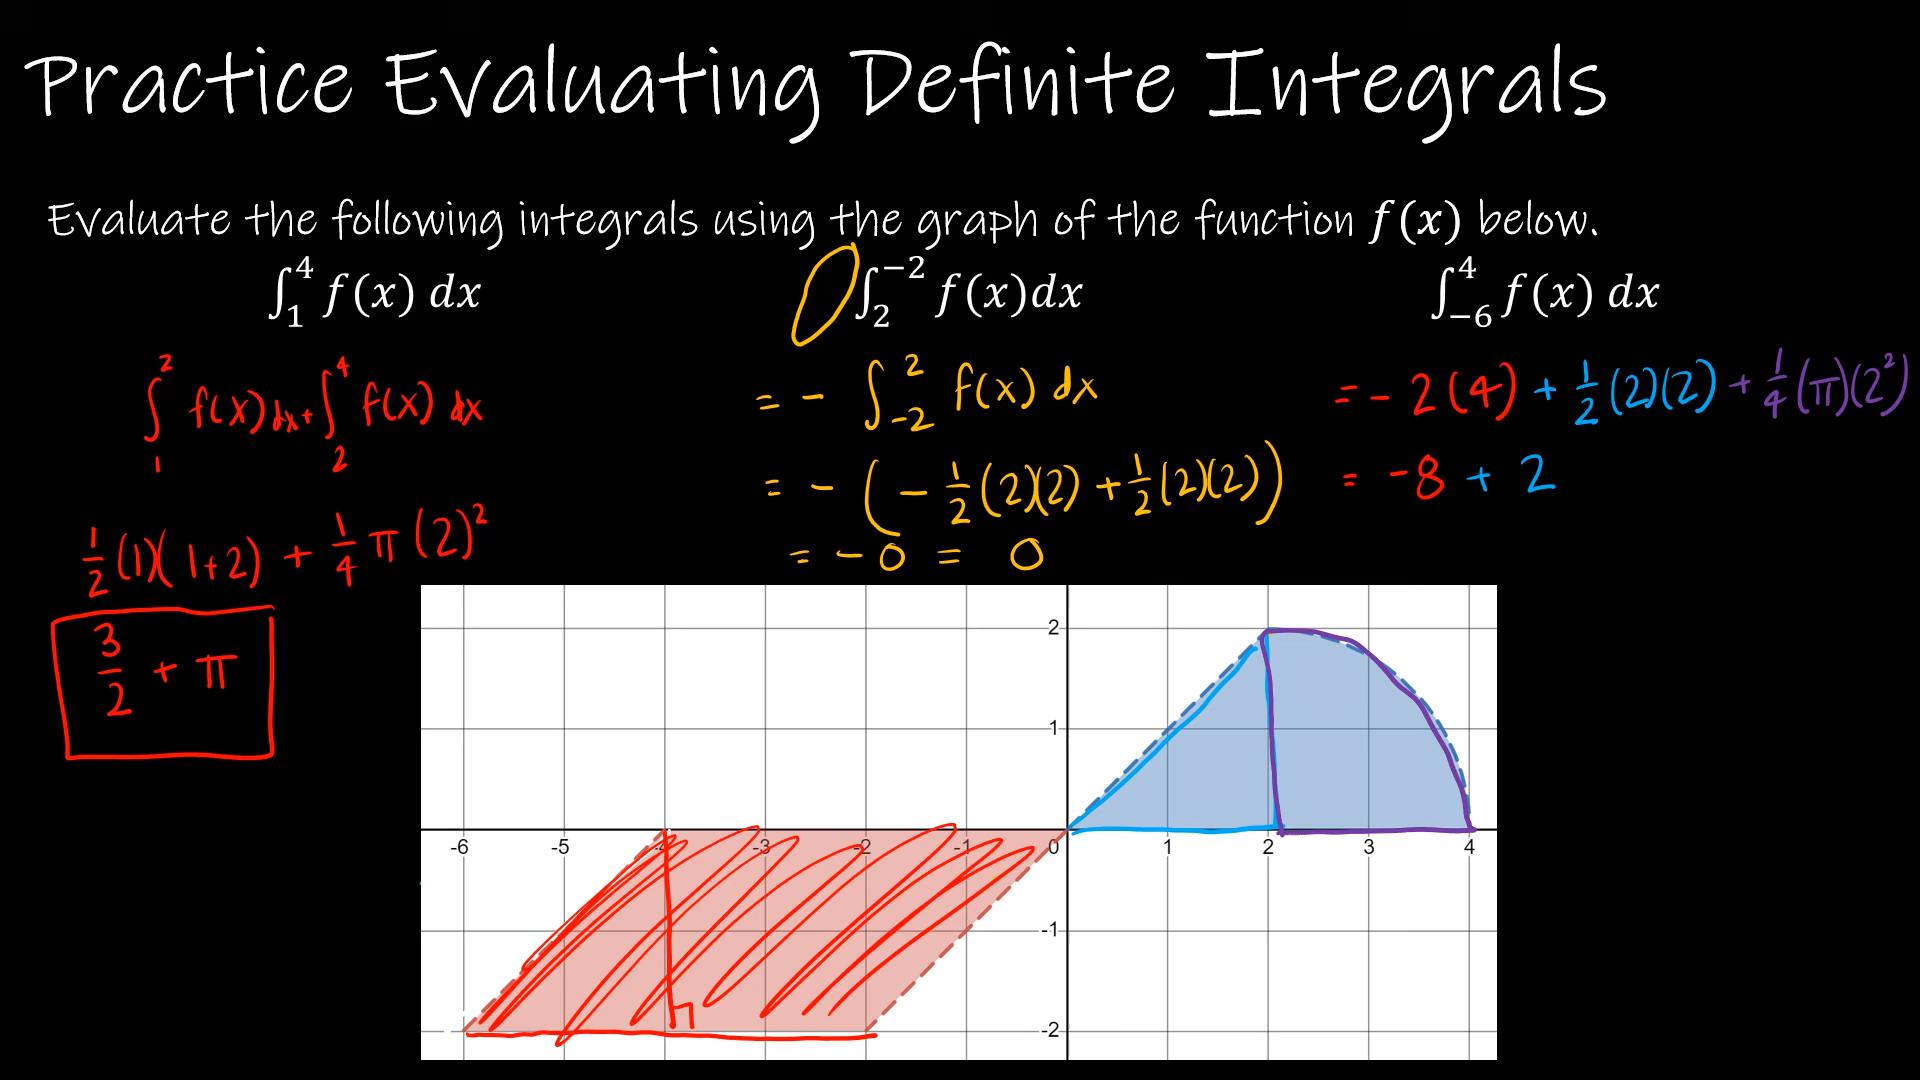 Practice Evaluating Definite Integrals
Evaluate the following integrals using the graph of the function f(x) below.
∫₁⁴ f(x) dx
∫₁² f(x) dx + ∫₂⁴ f(x) dx
½(1)(1+2) + ¼π(2)²
3/2 + π
∫₂⁻² f(x)dx
= - ∫₋₂² f(x) dx
= - (-½(2)(2) + ½(2)(2))
= -0 = 0
∫₋₆⁴ f(x) dx
= -2(4) + ½(2)(2) + ¼(π)(2²)
= -8 + 2
2
1
-6 -5 -4 -3 -2 -1 0 1 2 3 4
-1
-2